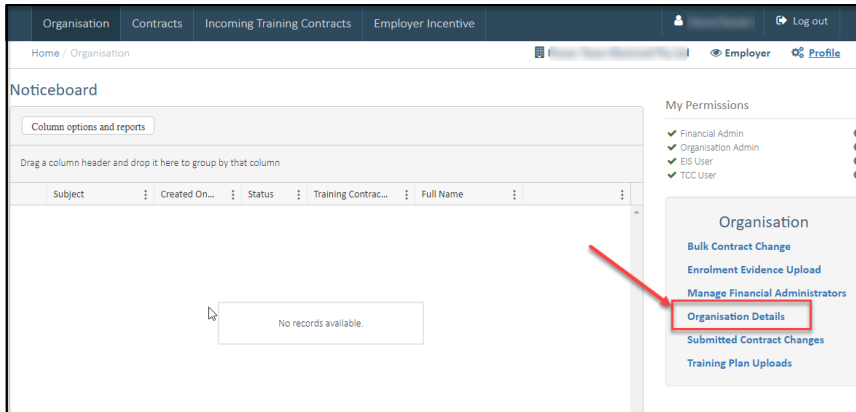 Organisation Contracts Incoming Training Contracts Employer Incentive Log out
Home / Organisation Employer Profile
Noticeboard
Column options and reports
Drag a column header and drop it here to group by that column
Subject Created On... Status Training Contrac... Full Name
No records available.
My Permissions
Financial Admin
Organisation Admin
EIS User
TCC User
Organisation
Bulk Contract Change
Enrolment Evidence Upload
Manage Financial Administrators
Organisation Details
Submitted Contract Changes
Training Plan Uploads